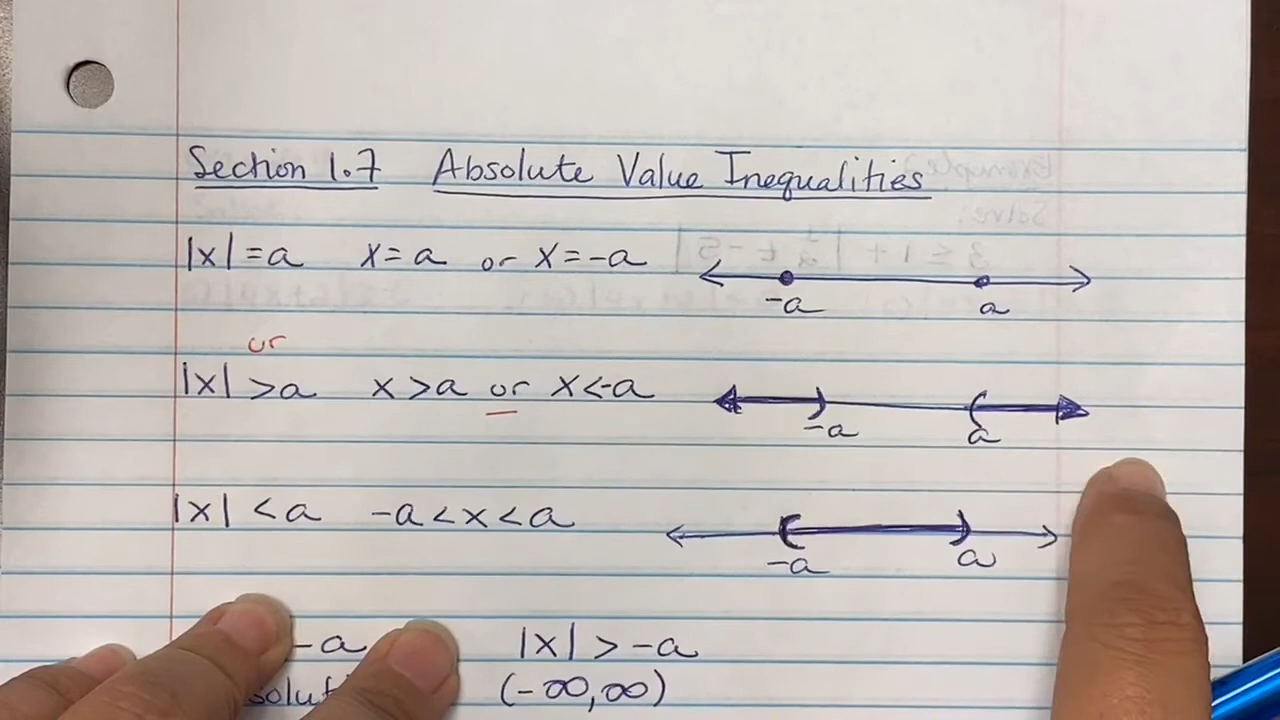 Section 1.7 Absolute Value Inequalities
|x| = a x = a or x = -a
-a a
or
|x| > a x > a or x < -a
-a a
|x| < a -a < x < a
-a a
-a |x| > -a
(-∞, ∞)